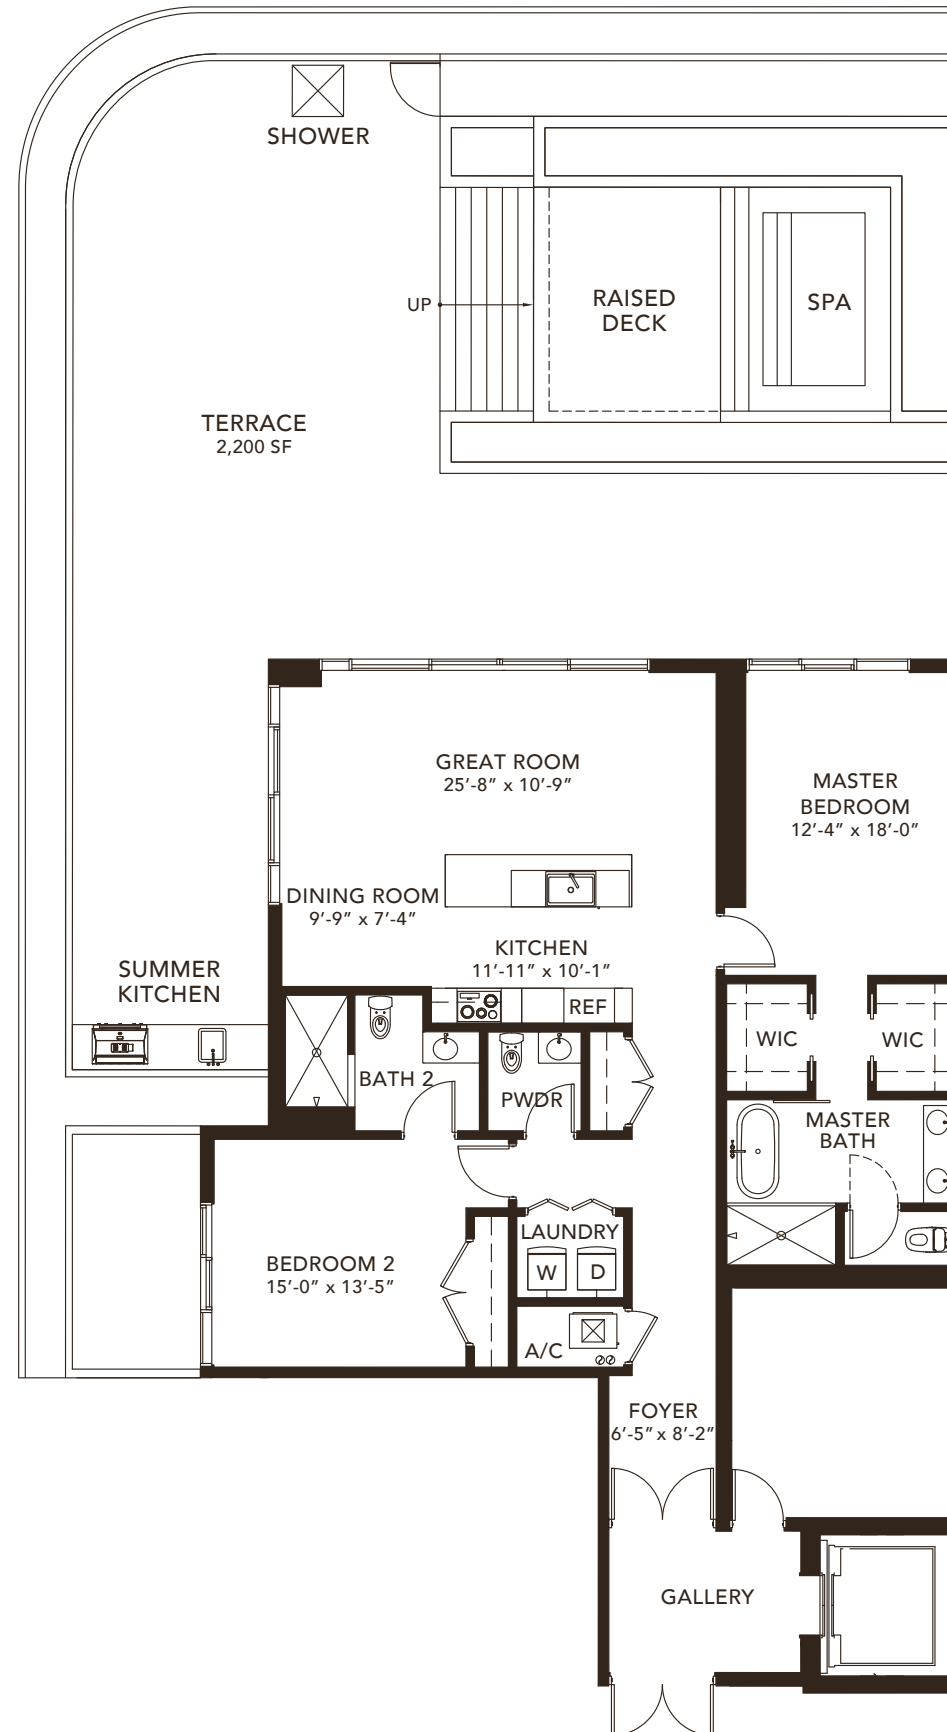 SHOWER
UP
RAISED
DECK
SPA
TERRACE
2,200 SF
GREAT ROOM
25'-8" x 10'-9"
MASTER
BEDROOM
12'-4" x 18'-0"
DINING ROOM
9'-9" x 7'-4"
KITCHEN
11'-11" x 10'-1"
SUMMER
KITCHEN
REF
WIC
WIC
BATH 2
PWDR
MASTER
BATH
LAUNDRY
W
D
BEDROOM 2
15'-0" x 13'-5"
A/C
FOYER
6'-5" x 8'-2"
GALLERY